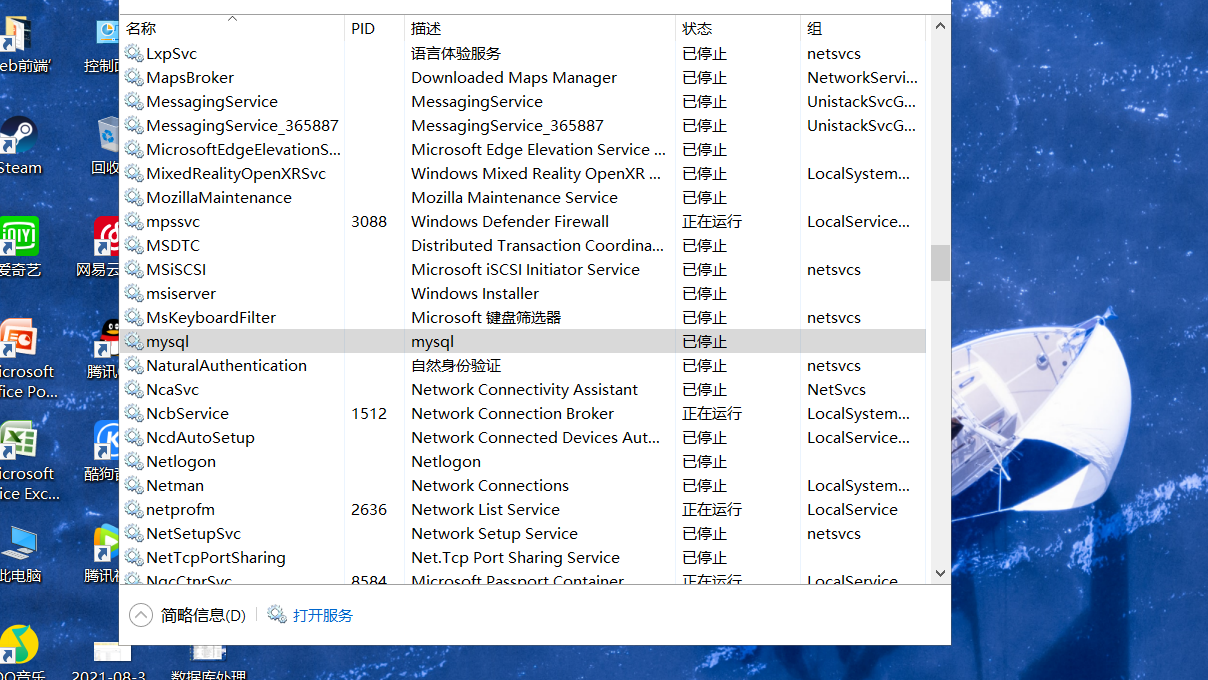 名称 PID 描述 状态 组
LxpSvc 语言体验服务 已停止 netsvcs
MapsBroker Downloaded Maps Manager 已停止 NetworkServi...
MessagingService MessagingService 已停止 UnistackSvcG...
MessagingService_365887 MessagingService_365887 已停止 UnistackSvcG...
MicrosoftEdgeElevationS... Microsoft Edge Elevation Service ... 已停止
MixedRealityOpenXRSvc Windows Mixed Reality OpenXR ... 已停止 LocalSystem...
MozillaMaintenance Mozilla Maintenance Service 已停止
mpssvc 3088 Windows Defender Firewall 正在运行 LocalService...
MSDTC Distributed Transaction Coordina... 已停止
MSiSCSI Microsoft iSCSI Initiator Service 已停止 netsvcs
msiserver Windows Installer 已停止
MsKeyboardFilter Microsoft 键盘筛选器 已停止 netsvcs
mysql mysql 已停止
NaturalAuthentication 自然身份验证 已停止 netsvcs
NcaSvc Network Connectivity Assistant 已停止 NetSvcs
NcbService 1512 Network Connection Broker 正在运行 LocalSystem...
NcdAutoSetup Network Connected Devices Aut... 已停止 LocalService...
Netlogon Netlogon 已停止
Netman Network Connections 已停止 LocalSystem...
netprofm 2636 Network List Service 正在运行 LocalService
NetSetupSvc Network Setup Service 已停止 netsvcs
NetTcpPortSharing Net.Tcp Port Sharing Service 已停止
NgcCtnrSvc 8584 Microsoft Passport Container 正在运行 LocalService
简略信息(D) 打开服务
eb前端
控制面
Steam
回收
iQIYI
爱奇艺
网易云
icrosoft
fice Po...
腾讯
icrosoft
fice Exc...
酷狗音
此电脑
腾讯视
QQ音乐
2021-08-3
数据库处理